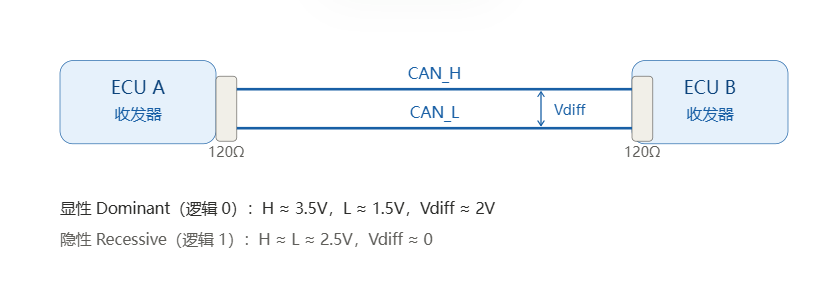 CAN_H
ECU A
ECU B
收发器
CAN_L
Vdiff
收发器
120Ω
120Ω
显性 Dominant（逻辑 0）：H ≈ 3.5V，L ≈ 1.5V，Vdiff ≈ 2V
隐性 Recessive（逻辑 1）：H ≈ L ≈ 2.5V，Vdiff ≈ 0